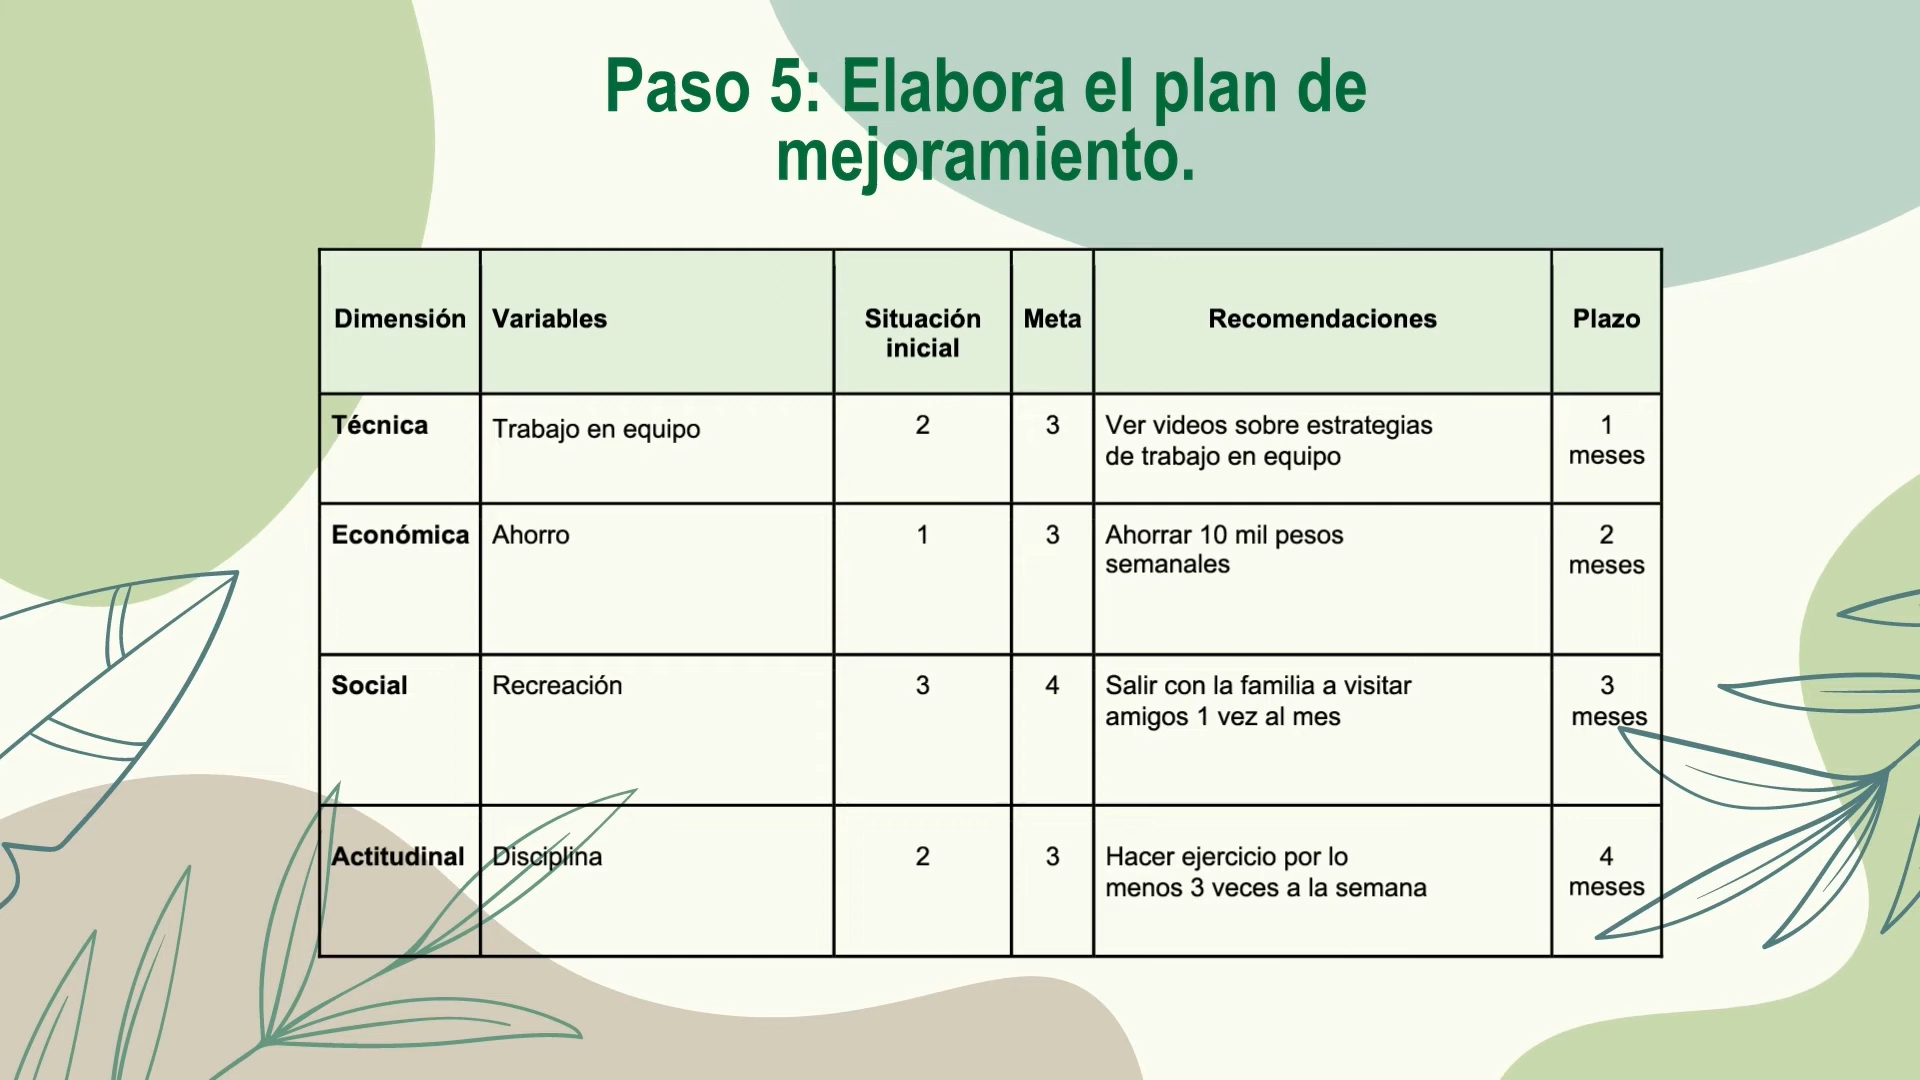 Paso 5: Elabora el plan de
mejoramiento.
Dimensión Variables Situación inicial Meta Recomendaciones Plazo
Técnica Trabajo en equipo 2 3 Ver videos sobre estrategias 1
de trabajo en equipo meses
Económica Ahorro 1 3 Ahorrar 10 mil pesos 2
semanales meses
Social Recreación 3 4 Salir con la familia a visitar 3
amigos 1 vez al mes meses
Actitudinal Disciplina 2 3 Hacer ejercicio por lo 4
menos 3 veces a la semana meses